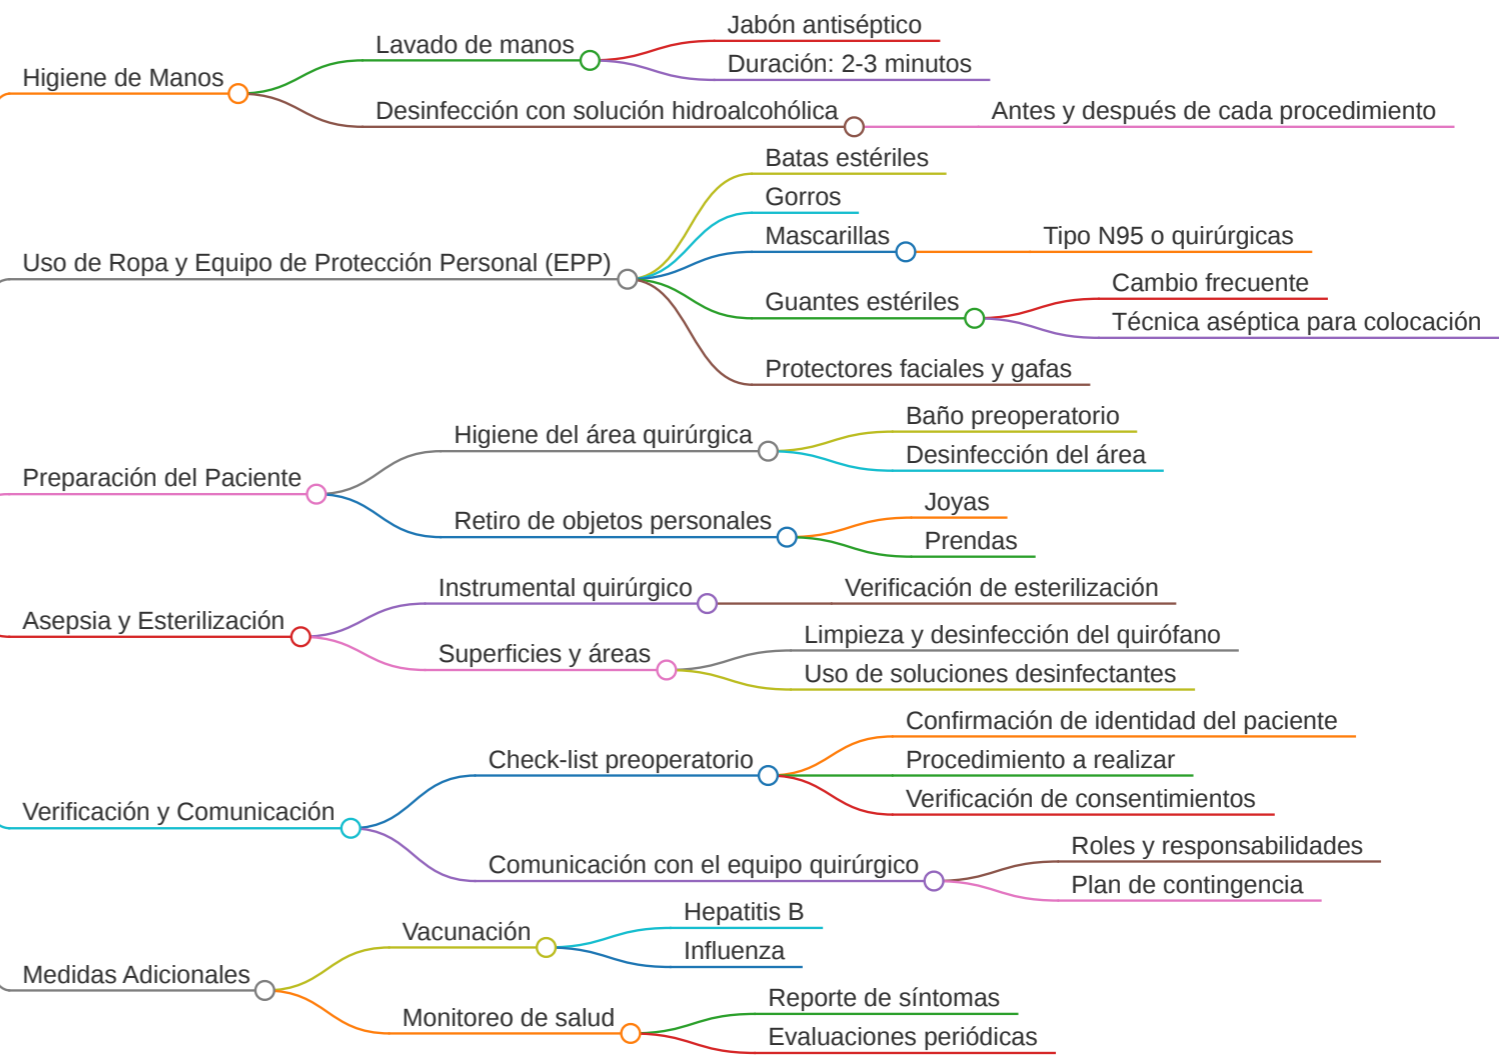 Higiene de Manos
Lavado de manos
Jabón antiséptico
Duración: 2-3 minutos
Desinfección con solución hidroalcohólica
Antes y después de cada procedimiento
Uso de Ropa y Equipo de Protección Personal (EPP)
Batas estériles
Gorros
Mascarillas
Tipo N95 o quirúrgicas
Guantes estériles
Cambio frecuente
Técnica aséptica para colocación
Protectores faciales y gafas
Preparación del Paciente
Higiene del área quirúrgica
Baño preoperatorio
Desinfección del área
Retiro de objetos personales
Joyas
Prendas
Asepsia y Esterilización
Instrumental quirúrgico
Verificación de esterilización
Superficies y áreas
Limpieza y desinfección del quirófano
Uso de soluciones desinfectantes
Verificación y Comunicación
Check-list preoperatorio
Confirmación de identidad del paciente
Procedimiento a realizar
Verificación de consentimientos
Comunicación con el equipo quirúrgico
Roles y responsabilidades
Plan de contingencia
Medidas Adicionales
Vacunación
Hepatitis B
Influenza
Monitoreo de salud
Reporte de síntomas
Evaluaciones periódicas